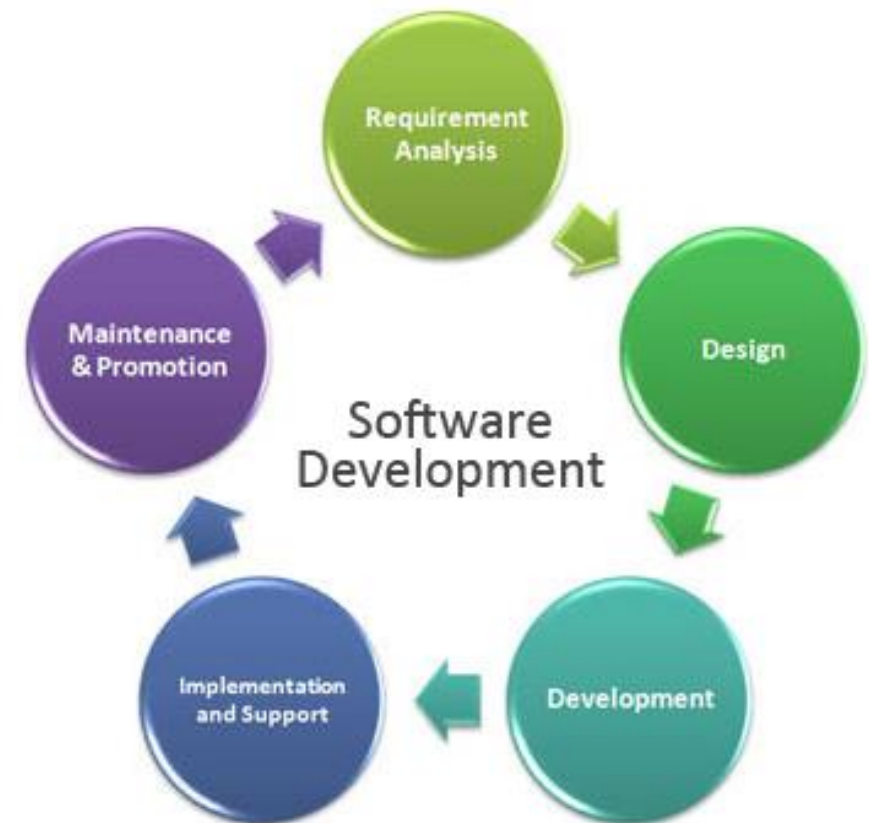 Requirement
Analysis
Design
Development
Implementation
and Support
Maintenance
& Promotion
Software
Development